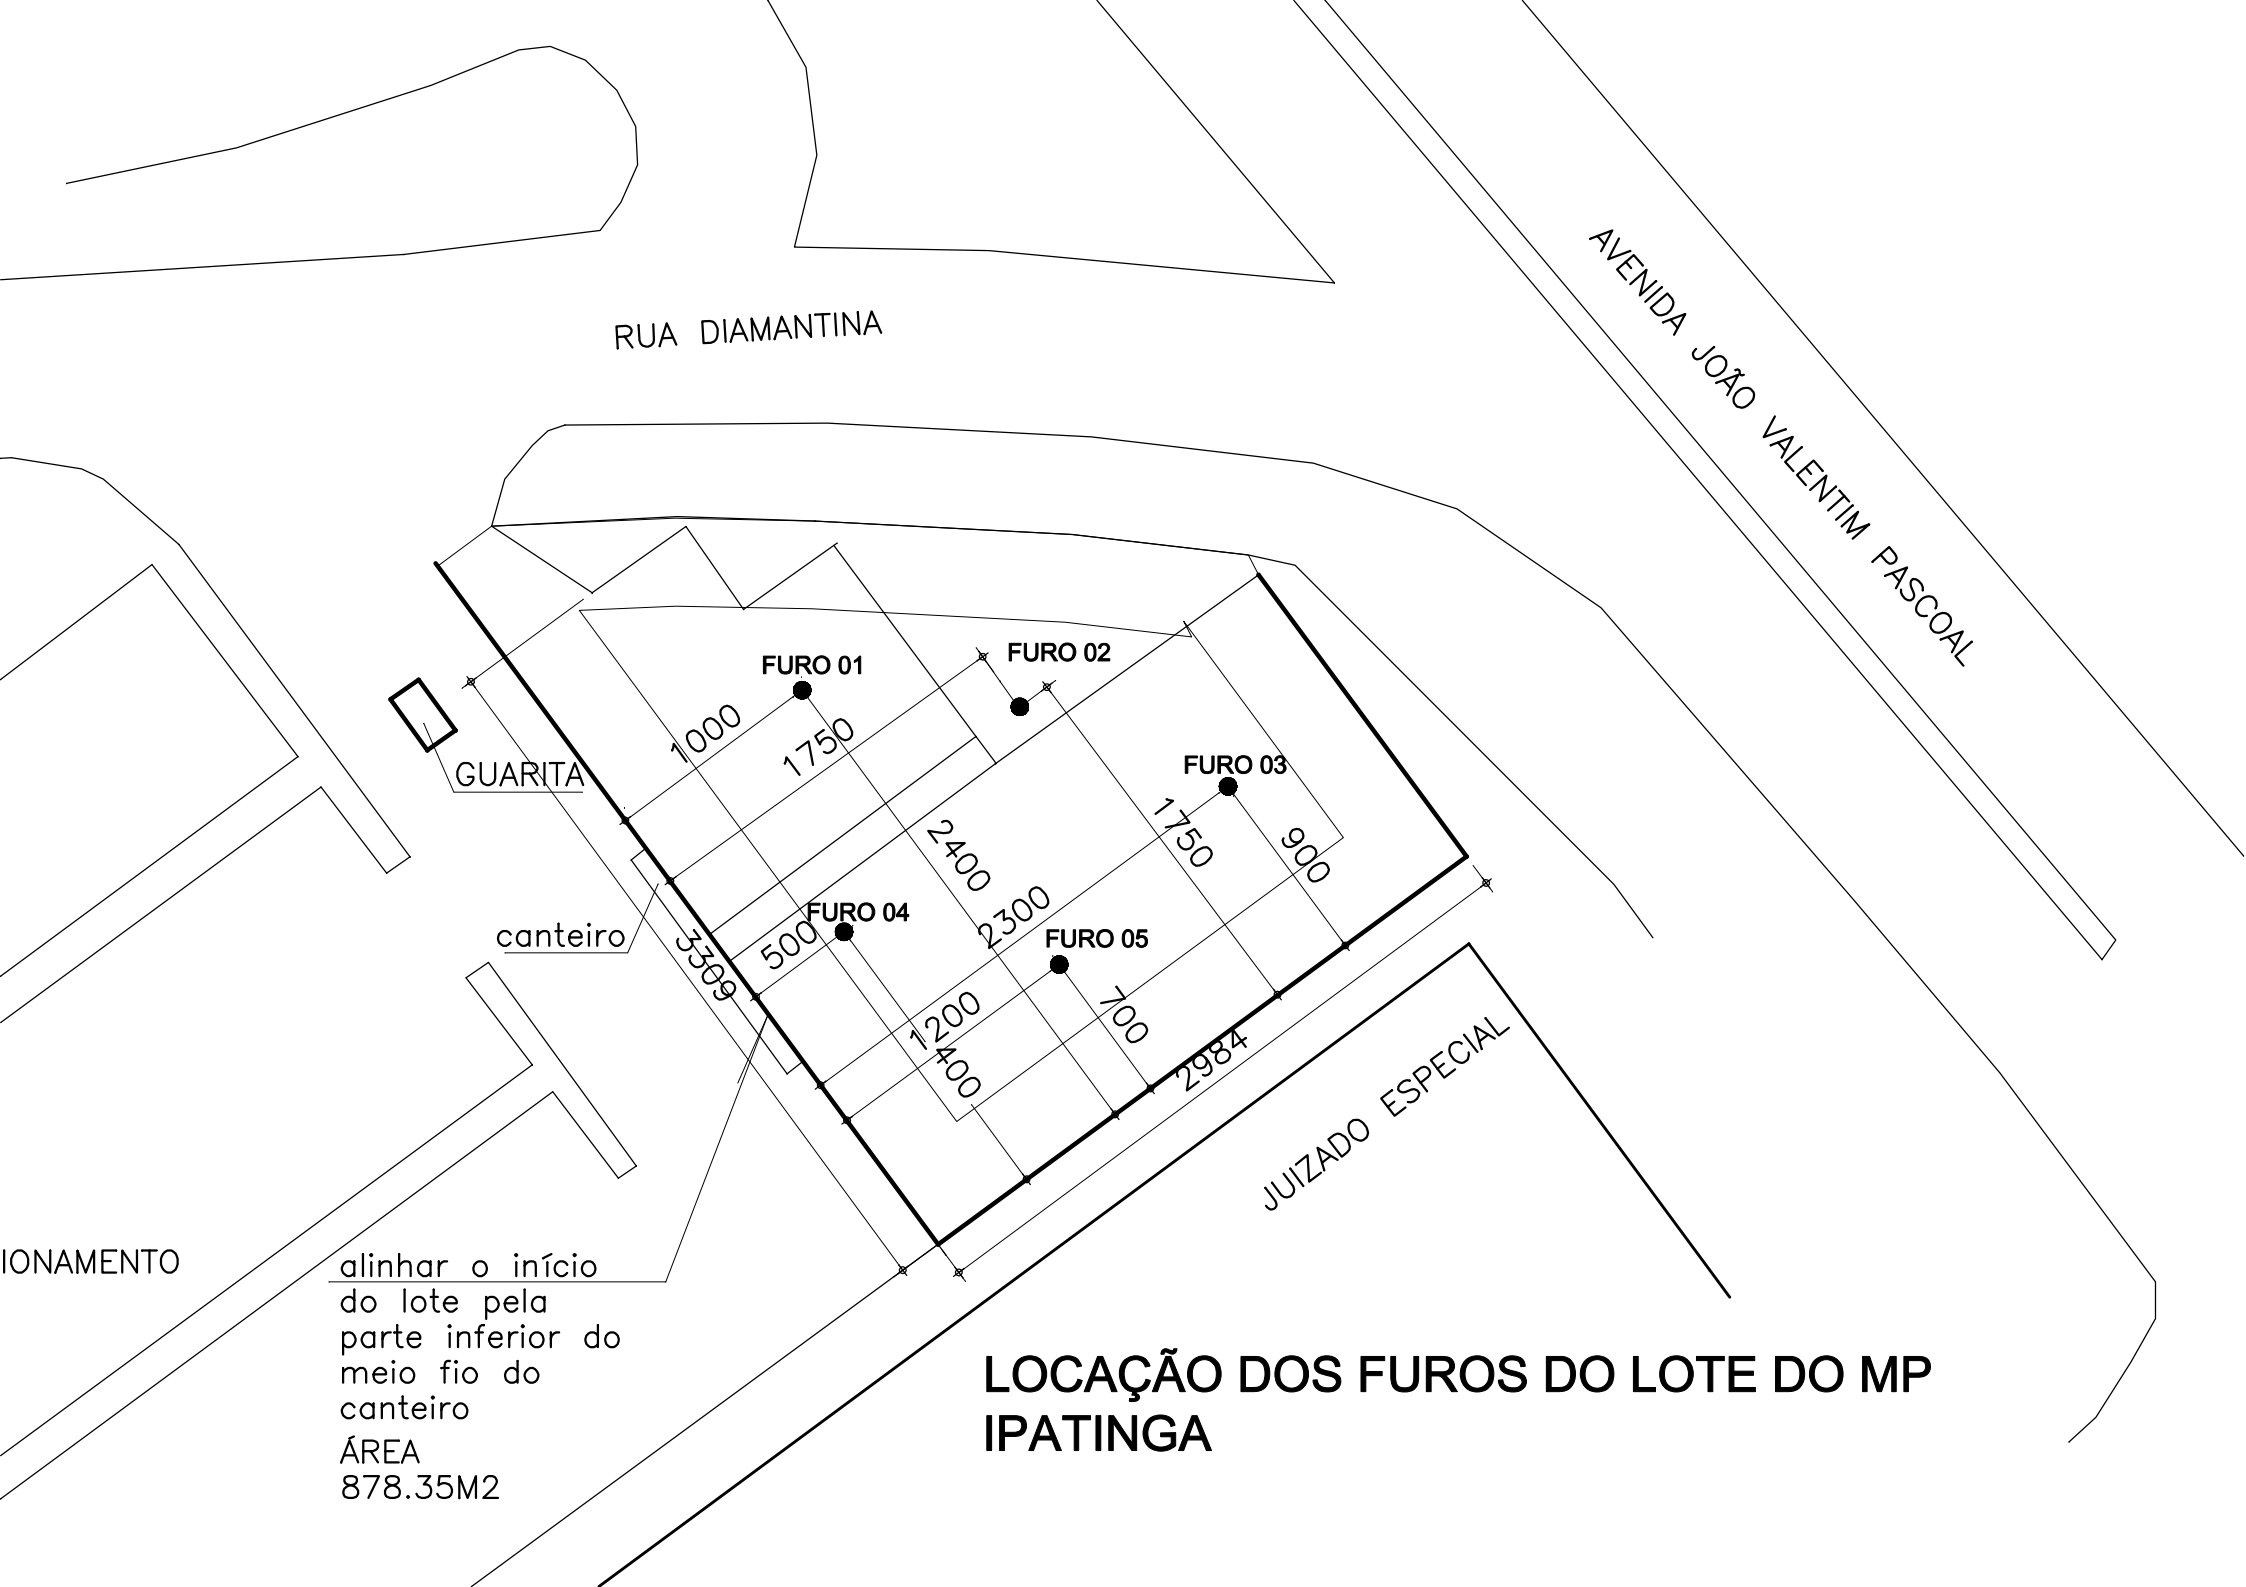 RUA DIAMANTINA
AVENIDA JOÃO VALENTIM PASCOAL
FURO 01
FURO 02
1000
1750
GUARITA
FURO 03
2400
1750
900
FURO 04
2300
canteiro
500
FURO 05
3309
1200
700
1400
2984
JUIZADO ESPECIAL
IONAMENTO
alinhar o início
do lote pela
parte inferior do
meio fio do
canteiro
ÁREA
878.35M2
LOCAÇÃO DOS FUROS DO LOTE DO MP
IPATINGA